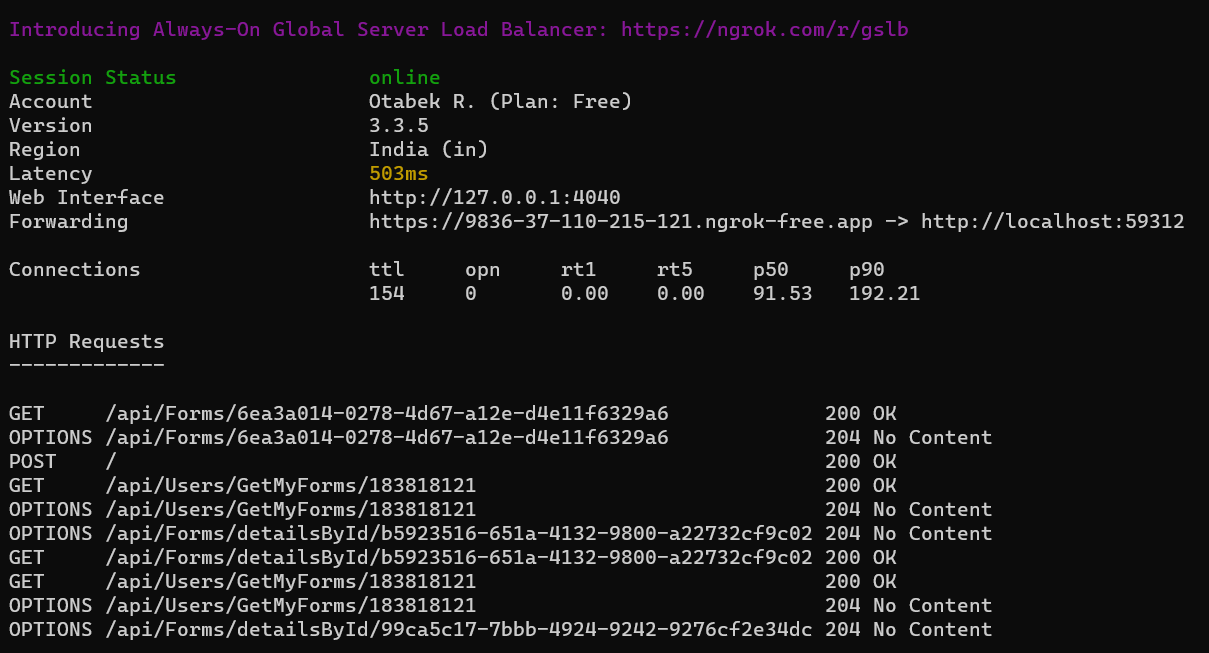 Introducing Always-On Global Server Load Balancer: https://ngrok.com/r/gslb
Session Status online
Account Otabek R. (Plan: Free)
Version 3.3.5
Region India (in)
Latency 503ms
Web Interface http://127.0.0.1:4040
Forwarding https://9836-37-110-215-121.ngrok-free.app -> http://localhost:59312
Connections ttl opn rt1 rt5 p50 p90
154 0 0.00 0.00 91.53 192.21
HTTP Requests
-------------
GET /api/Forms/6ea3a014-0278-4d67-a12e-d4e11f6329a6 200 OK
OPTIONS /api/Forms/6ea3a014-0278-4d67-a12e-d4e11f6329a6 204 No Content
POST / 200 OK
GET /api/Users/GetMyForms/183818121 200 OK
OPTIONS /api/Users/GetMyForms/183818121 204 No Content
OPTIONS /api/Forms/detailsById/b5923516-651a-4132-9800-a22732cf9c02 204 No Content
GET /api/Forms/detailsById/b5923516-651a-4132-9800-a22732cf9c02 200 OK
GET /api/Users/GetMyForms/183818121 200 OK
OPTIONS /api/Users/GetMyForms/183818121 204 No Content
OPTIONS /api/Forms/detailsById/99ca5c17-7bbb-4924-9242-9276cf2e34dc 204 No Content